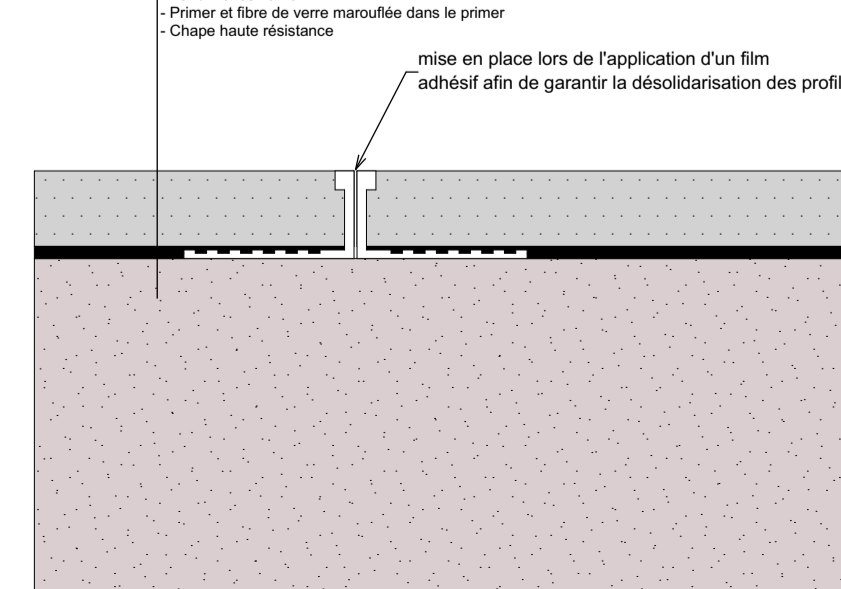 - Primer et fibre de verre marouflée dans le primer
- Chape haute résistance
mise en place lors de l'application d'un film
adhésif afin de garantir la désolidarisation des profil